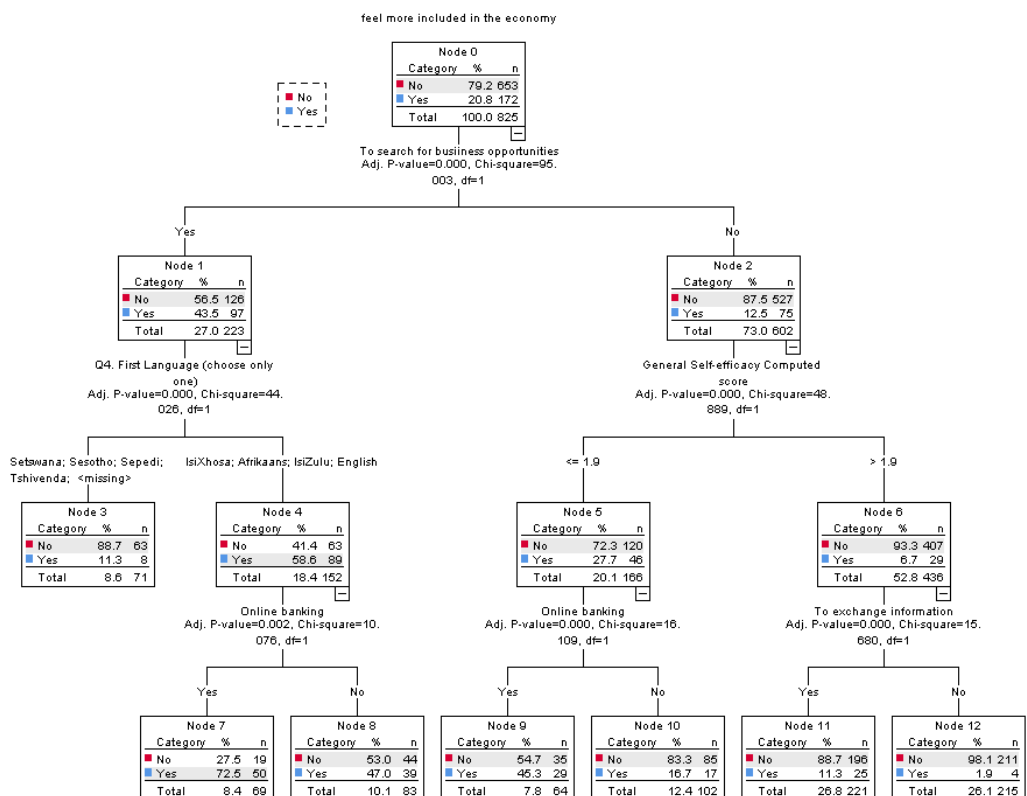 feel more included in the economy
Node 0
Category % n
No 79.2 653
Yes 20.8 172
Total 100.0 825
No
Yes
To search for busiiness opportunities
Adj. P-value=0.000, Chi-square=95.
003, df=1
Yes
No
Node 1
Category % n
No 56.5 126
Yes 43.5 97
Total 27.0 223
Node 2
Category % n
No 87.5 527
Yes 12.5 75
Total 73.0 602
Q4. First Language (choose only
one)
Adj. P-value=0.000, Chi-square=44.
026, df=1
General Self-efficacy Computed
score
Adj. P-value=0.000, Chi-square=48.
889, df=1
Setswana; Sesotho; Sepedi;
Tshivenda; <missing>
IsiXhosa; Afrikaans; IsiZulu; English
<= 1.9
> 1.9
Node 3
Category % n
No 88.7 63
Yes 11.3 8
Total 8.6 71
Node 4
Category % n
No 41.4 63
Yes 58.6 89
Total 18.4 152
Node 5
Category % n
No 72.3 120
Yes 27.7 46
Total 20.1 166
Node 6
Category % n
No 93.3 407
Yes 6.7 29
Total 52.8 436
Online banking
Adj. P-value=0.002, Chi-square=10.
076, df=1
Online banking
Adj. P-value=0.000, Chi-square=16.
109, df=1
To exchange information
Adj. P-value=0.000, Chi-square=15.
680, df=1
Yes
No
Yes
No
Yes
No
Node 7
Category % n
No 27.5 19
Yes 72.5 50
Total 8.4 69
Node 8
Category % n
No 53.0 44
Yes 47.0 39
Total 10.1 83
Node 9
Category % n
No 54.7 35
Yes 45.3 29
Total 7.8 64
Node 10
Category % n
No 83.3 85
Yes 16.7 17
Total 12.4 102
Node 11
Category % n
No 88.7 196
Yes 11.3 25
Total 26.8 221
Node 12
Category % n
No 98.1 211
Yes 1.9 4
Total 26.1 215